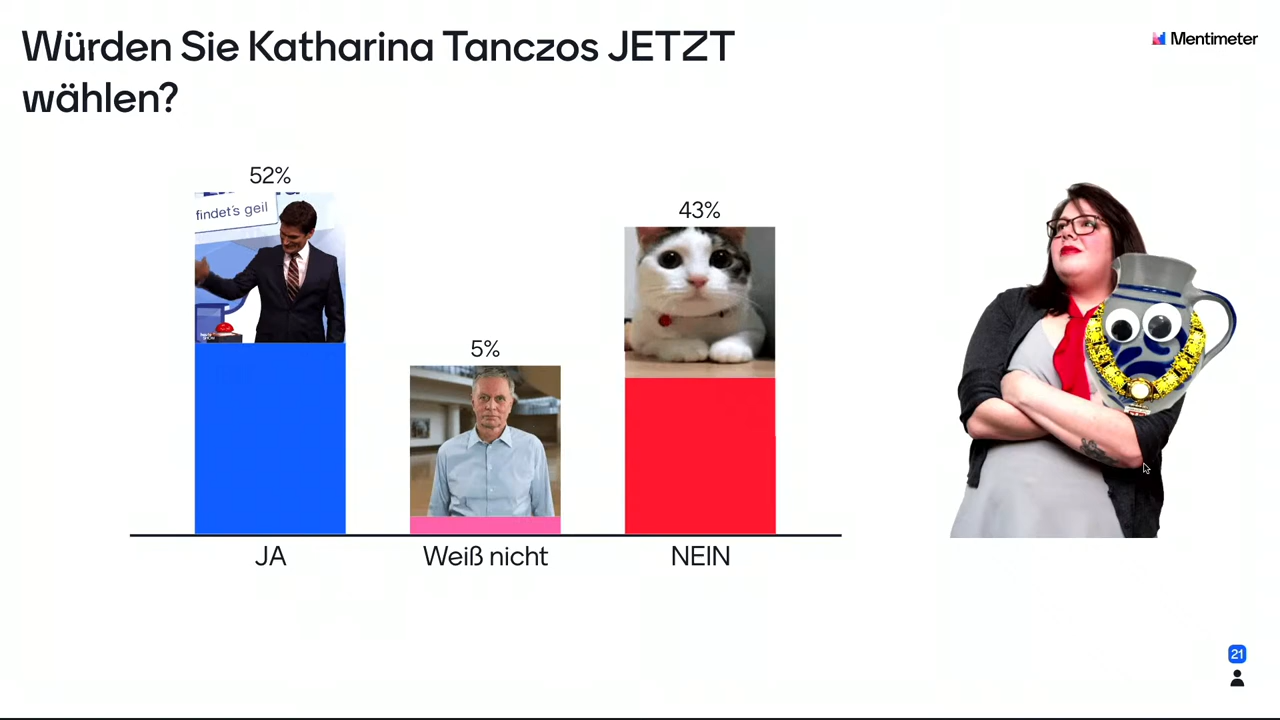 Würden Sie Katharina Tanczos JETZT
wählen?
Mentimeter
52%
findet's geil
5%
43%
JA
Weiß nicht
NEIN
21